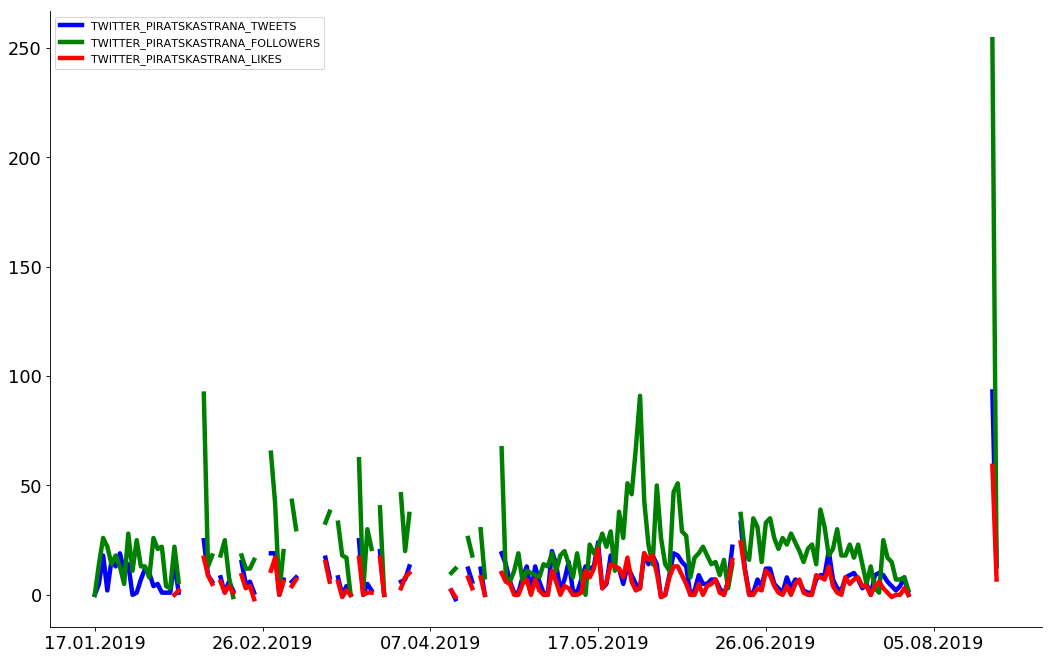 TWITTER_PIRATSKASTRANA_TWEETS
TWITTER_PIRATSKASTRANA_FOLLOWERS
TWITTER_PIRATSKASTRANA_LIKES
250
200
150
100
50
0
17.01.2019 26.02.2019 07.04.2019 17.05.2019 26.06.2019 05.08.2019